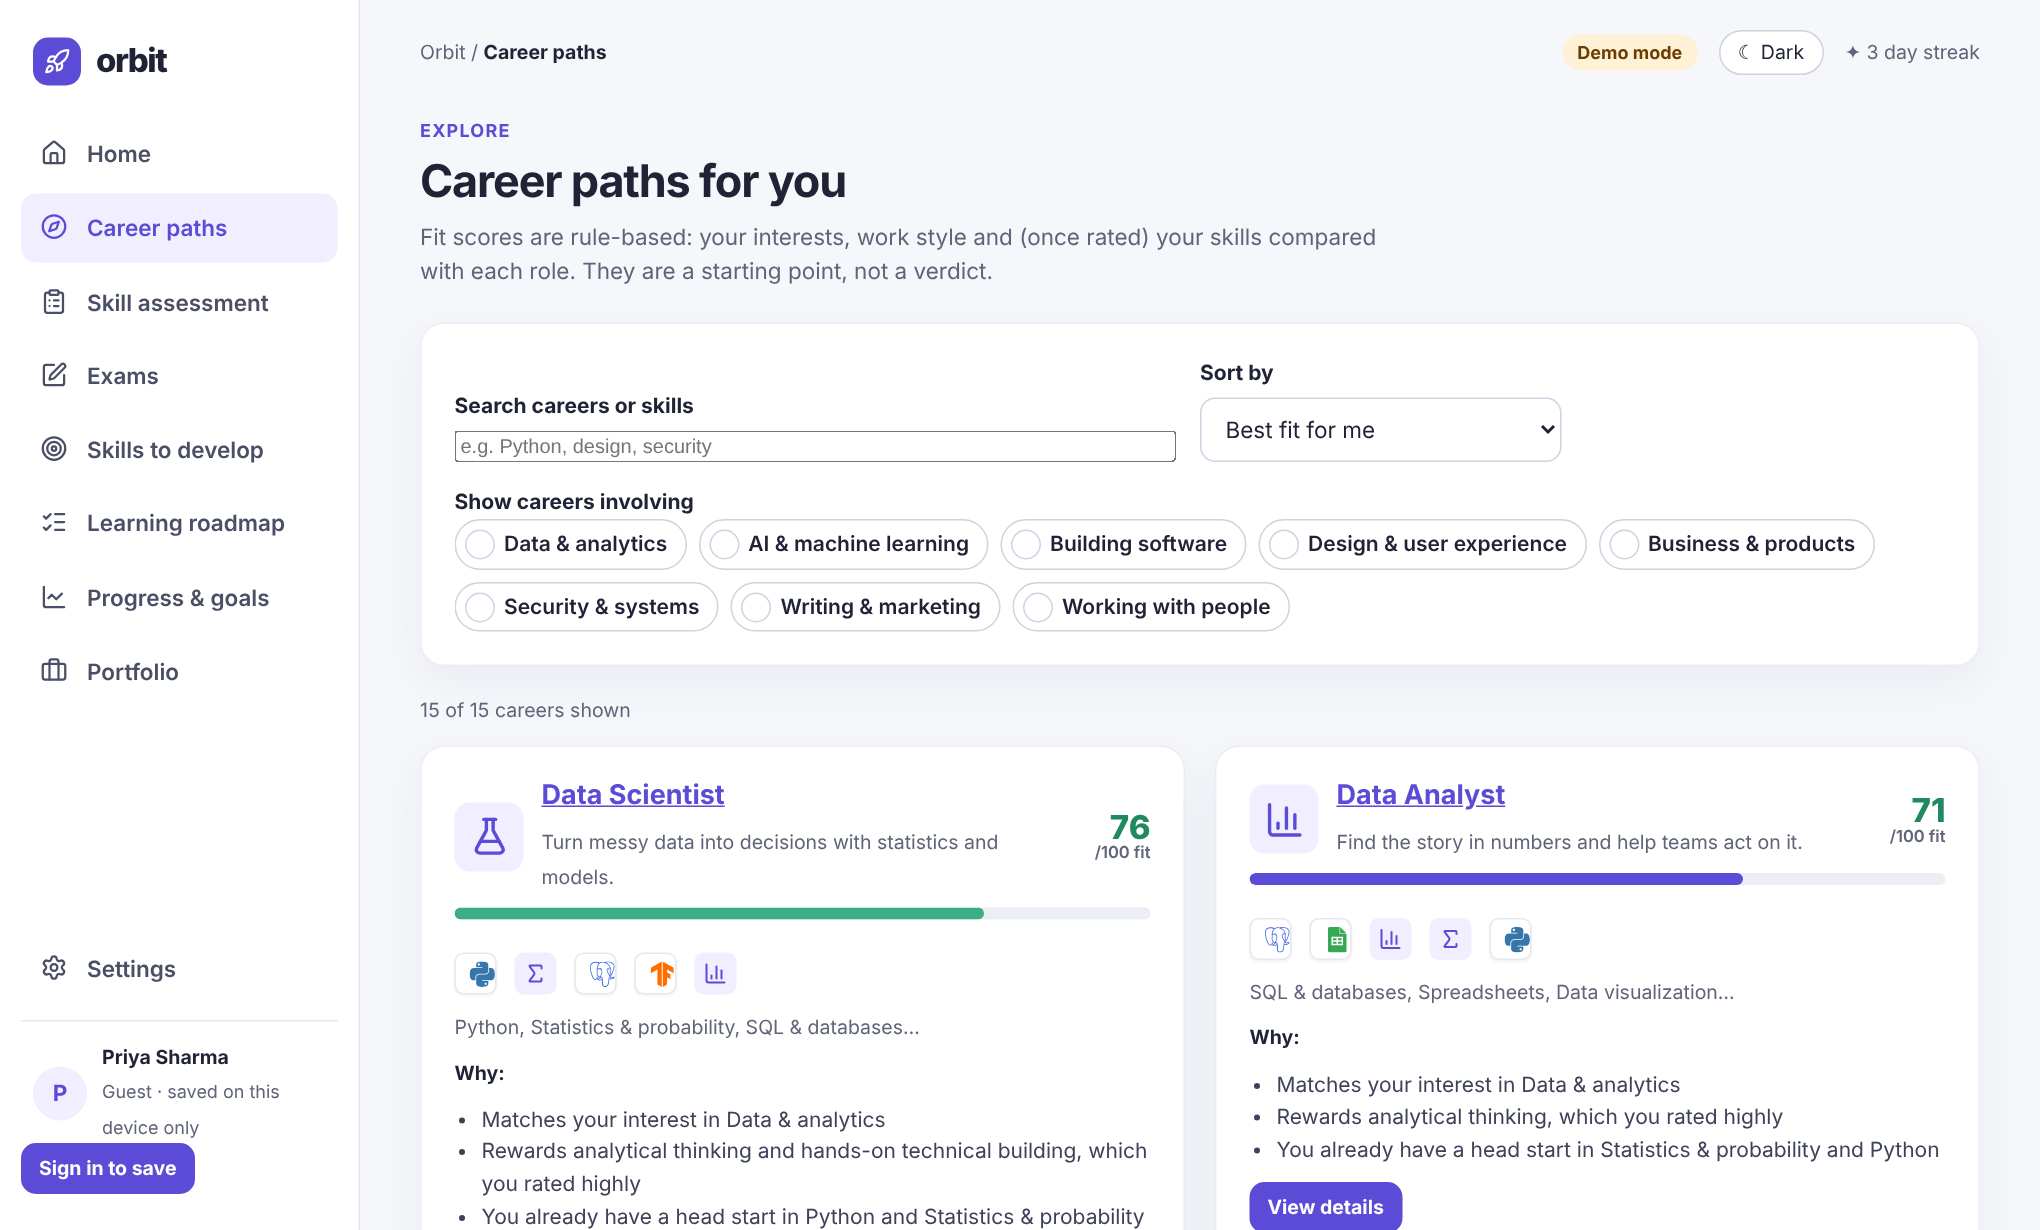 orbit
Home
Career paths
Skill assessment
Exams
Skills to develop
Learning roadmap
Progress & goals
Portfolio
Settings
Priya Sharma
P
Guest · saved on this
device only
Sign in to save
Orbit / Career paths
Demo mode
☾ Dark
✦ 3 day streak
EXPLORE
Career paths for you
Fit scores are rule-based: your interests, work style and (once rated) your skills compared
with each role. They are a starting point, not a verdict.
Search careers or skills
e.g. Python, design, security
Sort by
Best fit for me
Show careers involving
Data & analytics
AI & machine learning
Building software
Design & user experience
Business & products
Security & systems
Writing & marketing
Working with people
15 of 15 careers shown
Data Scientist
Turn messy data into decisions with statistics and
models.
76
/100 fit
Σ
Python, Statistics & probability, SQL & databases...
Why:
• Matches your interest in Data & analytics
• Rewards analytical thinking and hands-on technical building, which
you rated highly
• You already have a head start in Python and Statistics & probability
Data Analyst
Find the story in numbers and help teams act on it.
71
/100 fit
Σ
SQL & databases, Spreadsheets, Data visualization...
Why:
• Matches your interest in Data & analytics
• Rewards analytical thinking, which you rated highly
• You already have a head start in Statistics & probability and Python
View details